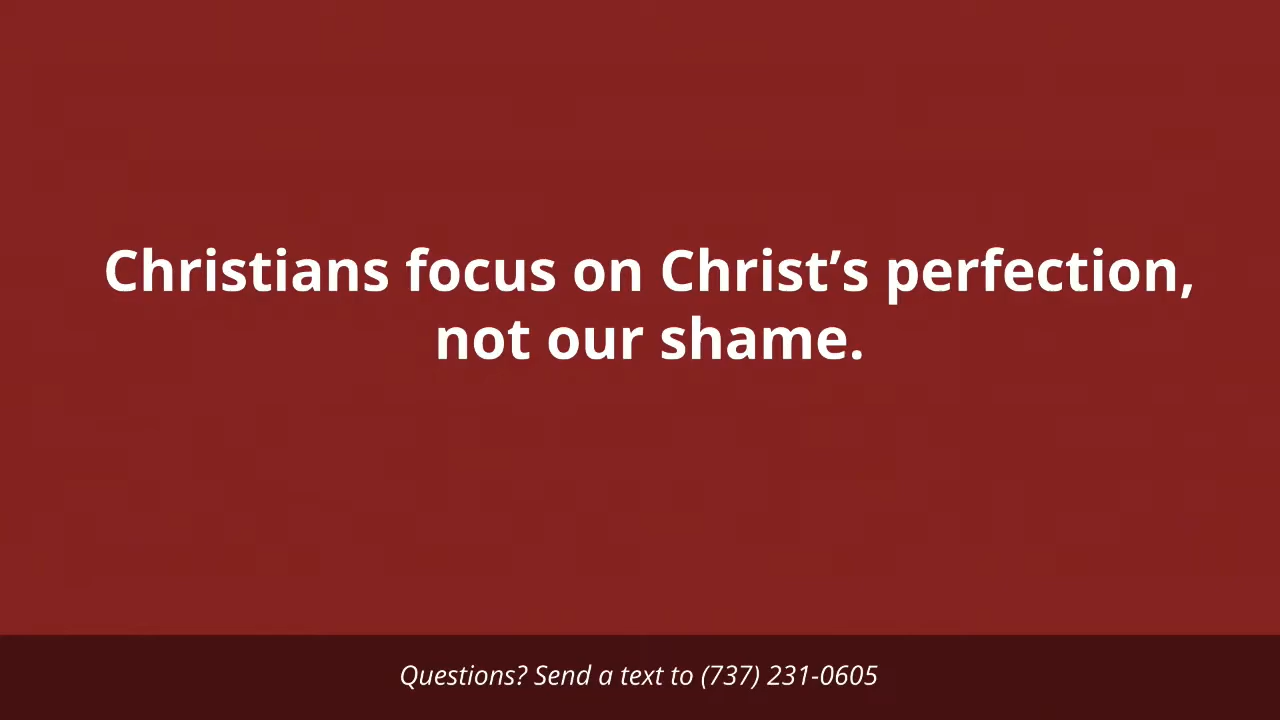 Christians focus on Christ’s perfection,
not our shame.
Questions? Send a text to (737) 231-0605